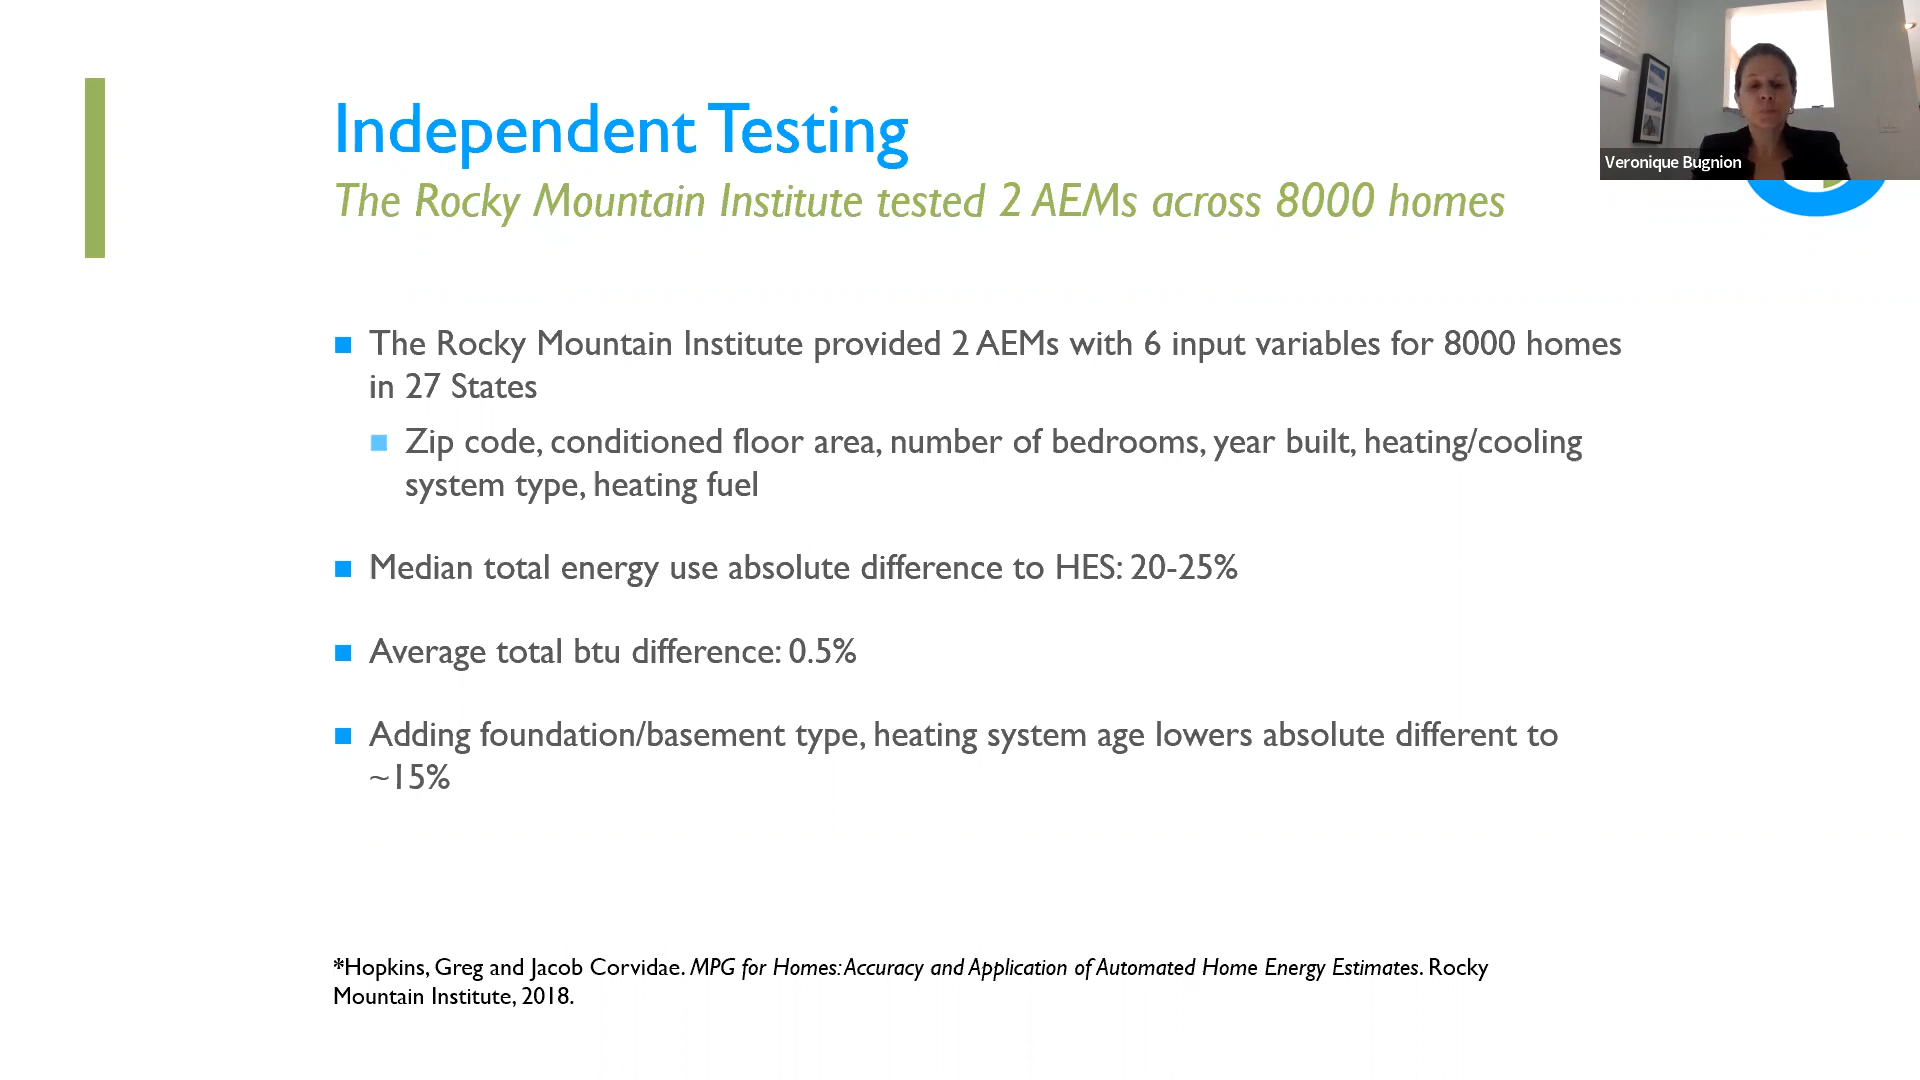 Independent Testing
The Rocky Mountain Institute tested 2 AEMs across 8000 homes
Veronique Bugnion
The Rocky Mountain Institute provided 2 AEMs with 6 input variables for 8000 homes
in 27 States
Zip code, conditioned floor area, number of bedrooms, year built, heating/cooling
system type, heating fuel
Median total energy use absolute difference to HES: 20-25%
Average total btu difference: 0.5%
Adding foundation/basement type, heating system age lowers absolute different to
~15%
*Hopkins, Greg and Jacob Corvidae. MPG for Homes: Accuracy and Application of Automated Home Energy Estimates. Rocky
Mountain Institute, 2018.